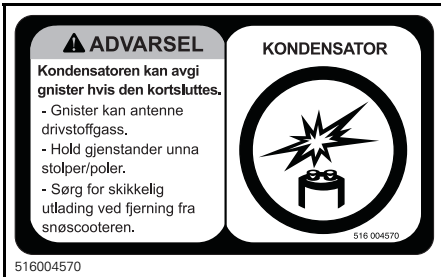 ADVARSEL
Kondensatoren kan avgi
gnister hvis den kortsluttes.
- Gnister kan antenne
drivstoffgass.
- Hold gjenstander unna
stolper/poler.
- Sørg for skikkelig
utlading ved fjerning fra
snøscooteren.
KONDENSATOR
516 004570
516004570